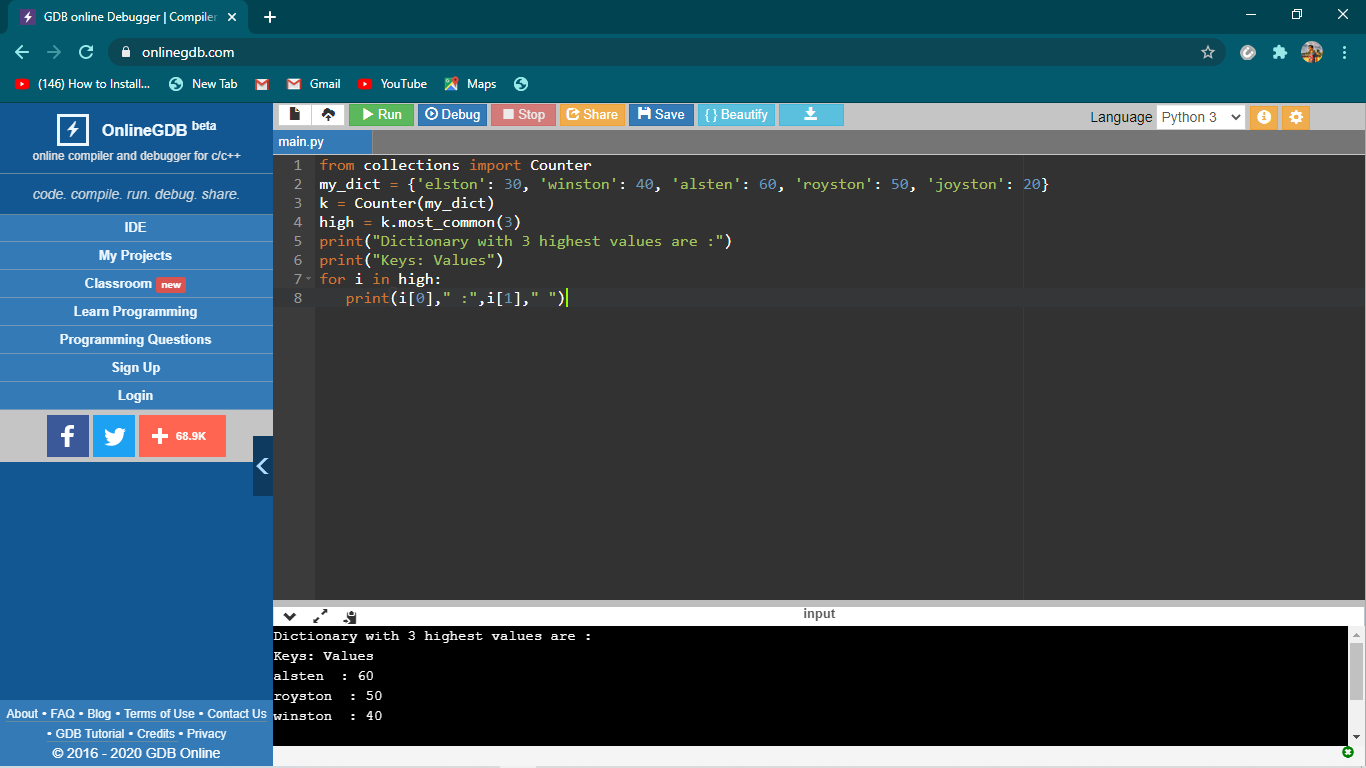 GDB online Debugger | Compiler
onlinegdb.com
(146) How to Install... New Tab Gmail YouTube Maps
OnlineGDB beta
online compiler and debugger for c/c++
code. compile. run. debug. share.
IDE
My Projects
Classroom new
Learn Programming
Programming Questions
Sign Up
Login
68.9K
About • FAQ • Blog • Terms of Use • Contact Us
• GDB Tutorial • Credits • Privacy
© 2016 - 2020 GDB Online
Run Debug Stop Share Save { } Beautify
Language Python 3
main.py
1 from collections import Counter
2 my_dict = {'elston': 30, 'winston': 40, 'alsten': 60, 'royston': 50, 'joyston': 20}
3 k = Counter(my_dict)
4 high = k.most_common(3)
5 print("Dictionary with 3 highest values are :")
6 print("Keys: Values")
7 for i in high:
8    print(i[0]," :",i[1]," ")
input
Dictionary with 3 highest values are :
Keys: Values
alsten  : 60
royston  : 50
winston  : 40